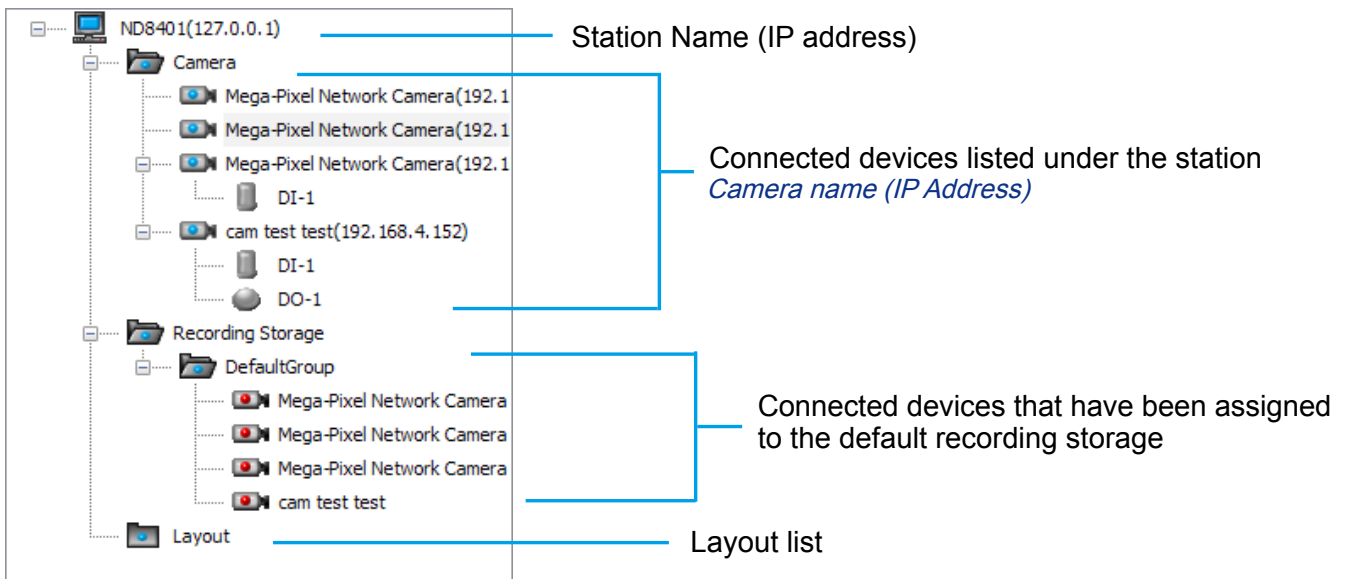 ND8401(127.0.0.1)
Station Name (IP address)
Camera
Mega-Pixel Network Camera(192.1
Mega-Pixel Network Camera(192.1
Mega-Pixel Network Camera(192.1
DI-1
cam test test(192.168.4.152)
DI-1
DO-1
Connected devices listed under the station
Camera name (IP Address)
Recording Storage
DefaultGroup
Mega-Pixel Network Camera
Mega-Pixel Network Camera
Mega-Pixel Network Camera
cam test test
Connected devices that have been assigned
to the default recording storage
Layout
Layout list